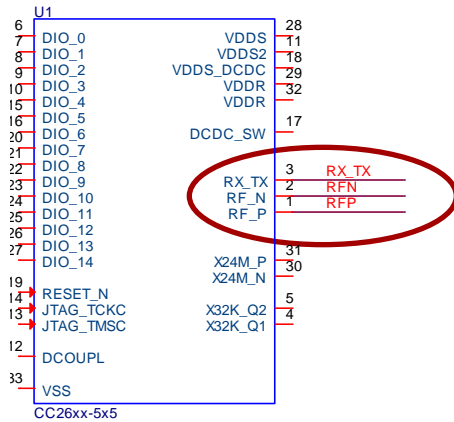 U1
6 DIO_0 VDDS 28
7 DIO_1 VDDS2 11
8 DIO_2 VDDS_DCDC 18
9 DIO_3 VDDR 29
10 DIO_4 VDDR 32
15 DIO_5
16 DIO_6 DCDC_SW 17
20 DIO_7
21 DIO_8
22 DIO_9 RX_TX 3 RX_TX
23 DIO_10 RF_N 2 RFN
24 DIO_11 RF_P 1 RFP
25 DIO_12
26 DIO_13
27 DIO_14 X24M_P 31
X24M_N 30
19 RESET_N
14 JTAG_TCKC X32K_Q2 5
13 JTAG_TMSC X32K_Q1 4
12 DCOUPL
33 VSS
CC26xx-5x5